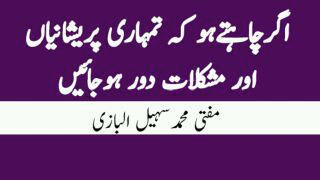 اگر چاہتے ہو کہ تمہاری پریشانیاں
اور مشکلات دور ہو جائیں
مفتی محمد سہیل البازی